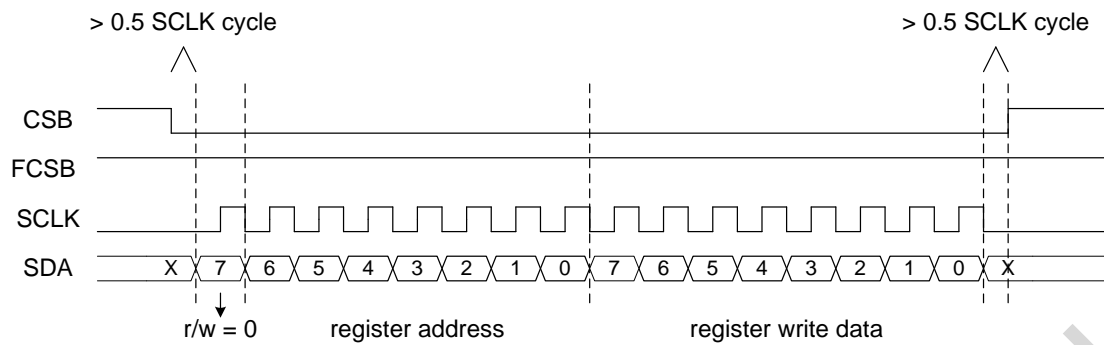 > 0.5 SCLK cycle > 0.5 SCLK cycle
CSB
FCSB
SCLK
SDA X 7 6 5 4 3 2 1 0 7 6 5 4 3 2 1 0 X
r/w = 0 register address register write data